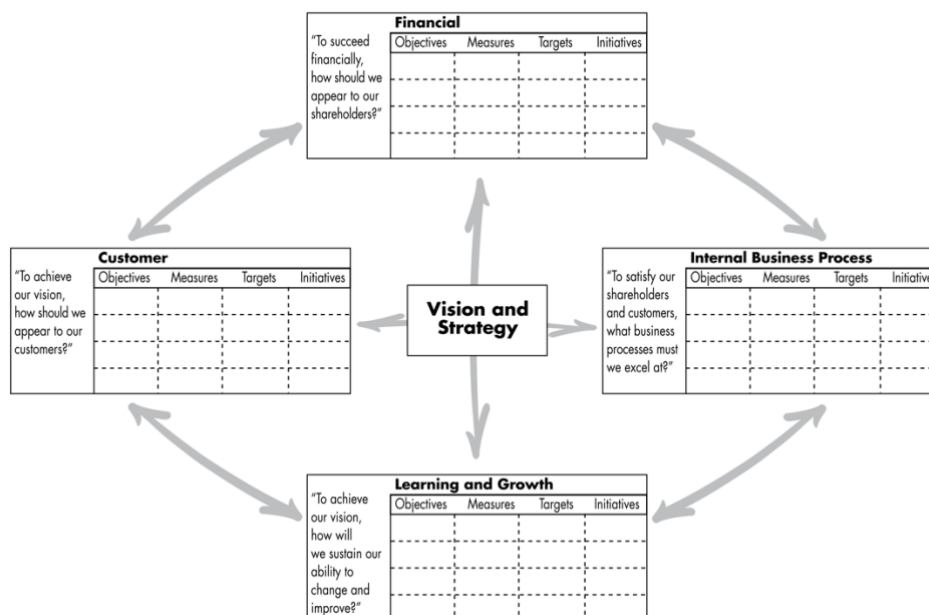 Financial
"To succeed
financially,
how should we
appear to our
shareholders?"
Objectives Measures Targets Initiatives
Customer
"To achieve
our vision,
how should we
appear to our
customers?"
Objectives Measures Targets Initiatives
Vision and
Strategy
Internal Business Process
"To satisfy our
shareholders
and customers,
what business
processes must
we excel at?"
Objectives Measures Targets Initiative
Learning and Growth
"To achieve
our vision,
how will
we sustain our
ability to
change and
improve?"
Objectives Measures Targets Initiatives